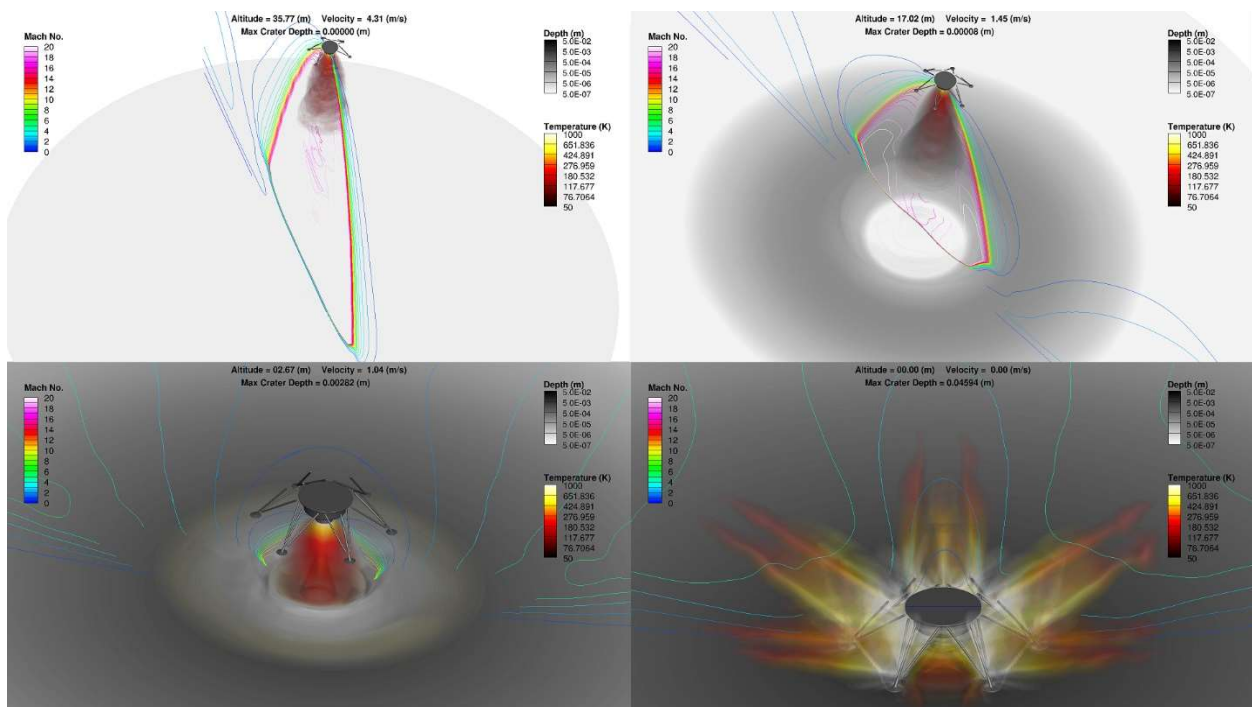 Altitude = 35.77 (m) Velocity = 4.31 (m/s)
Max Crater Depth = 0.00000 (m)
Mach No.
20
18
16
14
12
10
8
6
4
2
0
Depth (m)
5.0E-02
5.0E-03
5.0E-04
5.0E-05
5.0E-06
5.0E-07
Temperature (K)
1000
651.836
424.891
276.959
180.532
117.677
76.7064
50
Altitude = 17.02 (m) Velocity = 1.45 (m/s)
Max Crater Depth = 0.00008 (m)
Mach No.
20
18
16
14
12
10
8
6
4
2
0
Depth (m)
5.0E-02
5.0E-03
5.0E-04
5.0E-05
5.0E-06
5.0E-07
Temperature (K)
1000
651.836
424.891
276.959
180.532
117.677
76.7064
50
Altitude = 02.67 (m) Velocity = 1.04 (m/s)
Max Crater Depth = 0.00282 (m)
Mach No.
20
18
16
14
12
10
8
6
4
2
0
Depth (m)
5.0E-02
5.0E-03
5.0E-04
5.0E-05
5.0E-06
5.0E-07
Temperature (K)
1000
651.836
424.891
276.959
180.532
117.677
76.7064
50
Altitude = 00.00 (m) Velocity = 0.00 (m/s)
Max Crater Depth = 0.04594 (m)
Mach No.
20
18
16
14
12
10
8
6
4
2
0
Depth (m)
5.0E-02
5.0E-03
5.0E-04
5.0E-05
5.0E-06
5.0E-07
Temperature (K)
1000
651.836
424.891
276.959
180.532
117.677
76.7064
50